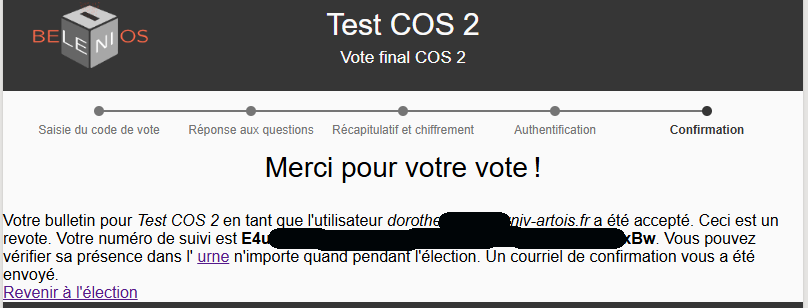 BELENIOS
Test COS 2
Vote final COS 2
Saisie du code de vote
Réponse aux questions
Récapitulatif et chiffrement
Authentification
Confirmation
Merci pour votre vote !
Votre bulletin pour Test COS 2 en tant que l'utilisateur dorothe niv-artois.fr a été accepté. Ceci est un
revote. Votre numéro de suivi est E4u xBw. Vous pouvez
vérifier sa présence dans l' urne n'importe quand pendant l'élection. Un courriel de confirmation vous a été
envoyé.
Revenir à l'élection